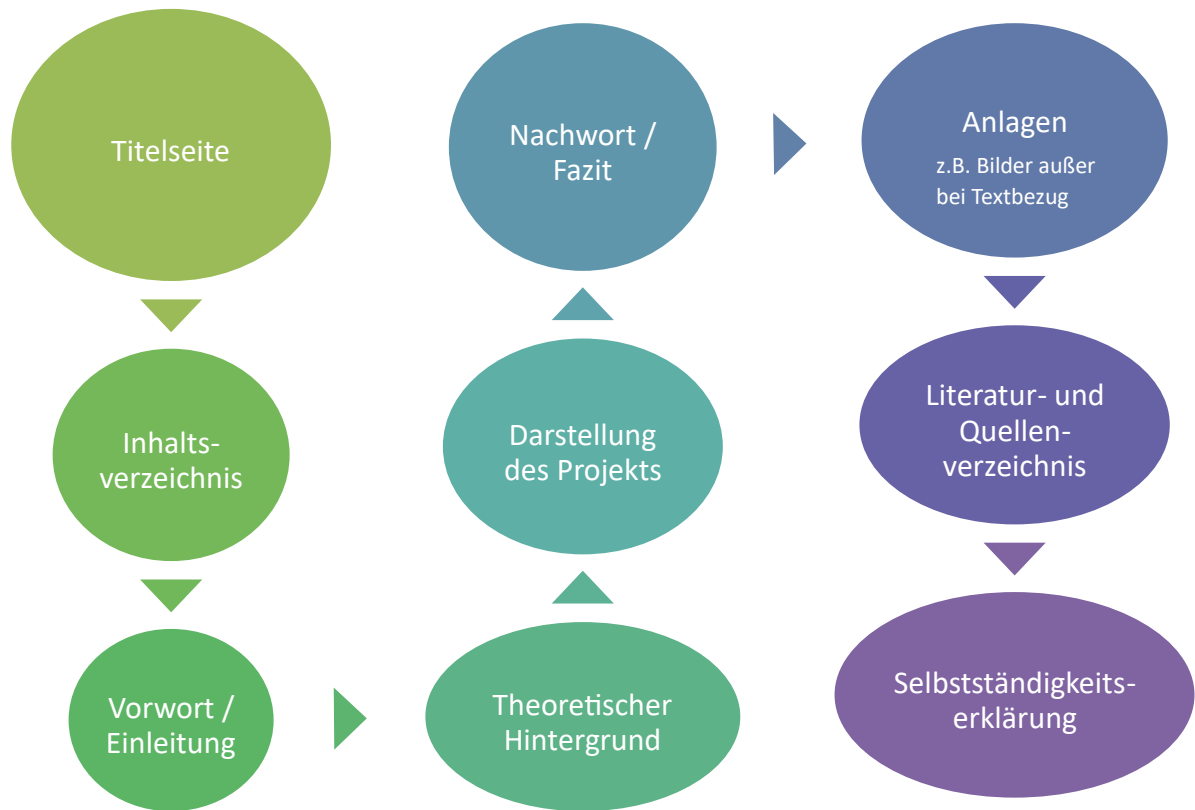 Titelseite
Inhalts-
verzeichnis
Vorwort /
Einleitung
Theoretischer
Hintergrund
Darstellung
des Projekts
Nachwort /
Fazit
Anlagen
z.B. Bilder außer
bei Textbezug
Literatur- und
Quellen-
verzeichnis
Selbstständigkeits-
erklärung